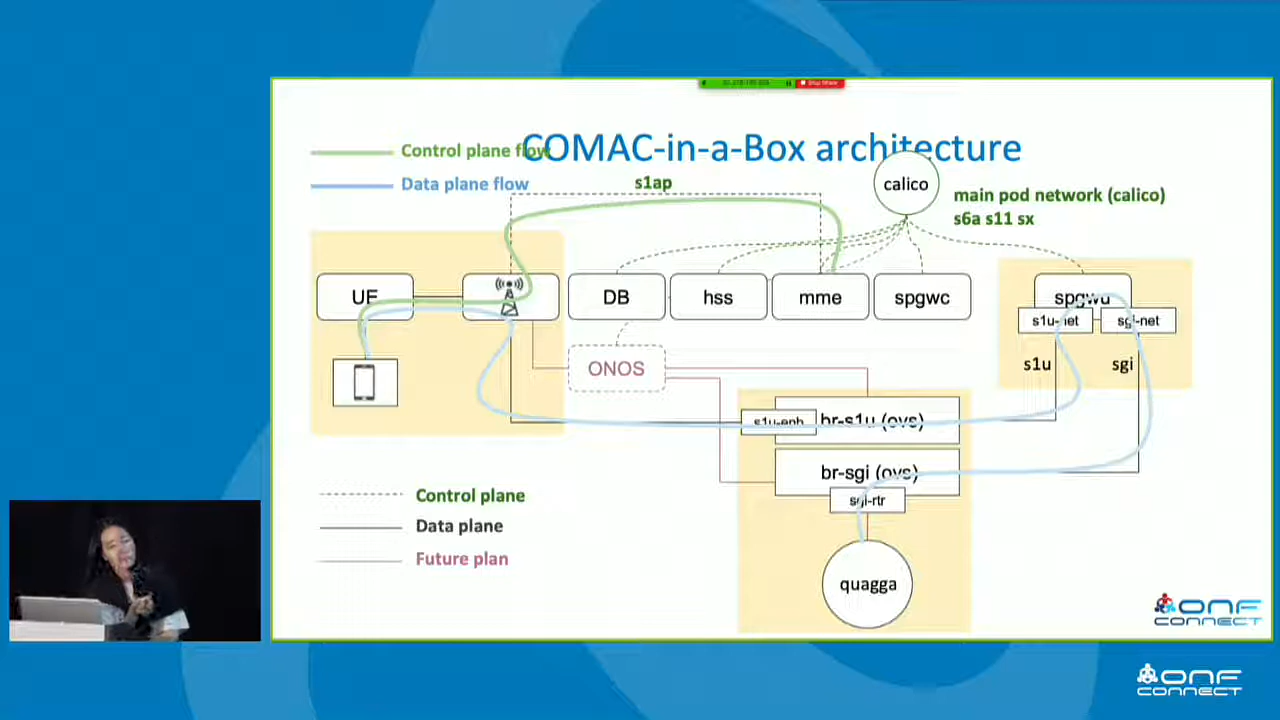 COMAC-in-a-Box architecture
Control plane flow
Data plane flow
s1ap
calico
main pod network (calico)
s6a s11 sx
UE
DB
hss
mme
spgwc
spgwu
s1u-net
sgi-net
s1u
sgi
ONOS
s1u-enb
br-s1u (ovs)
br-sgi (ovs)
sgi-rtr
quagga
Control plane
Data plane
Future plan
ONF
CONNECT
ONF
CONNECT